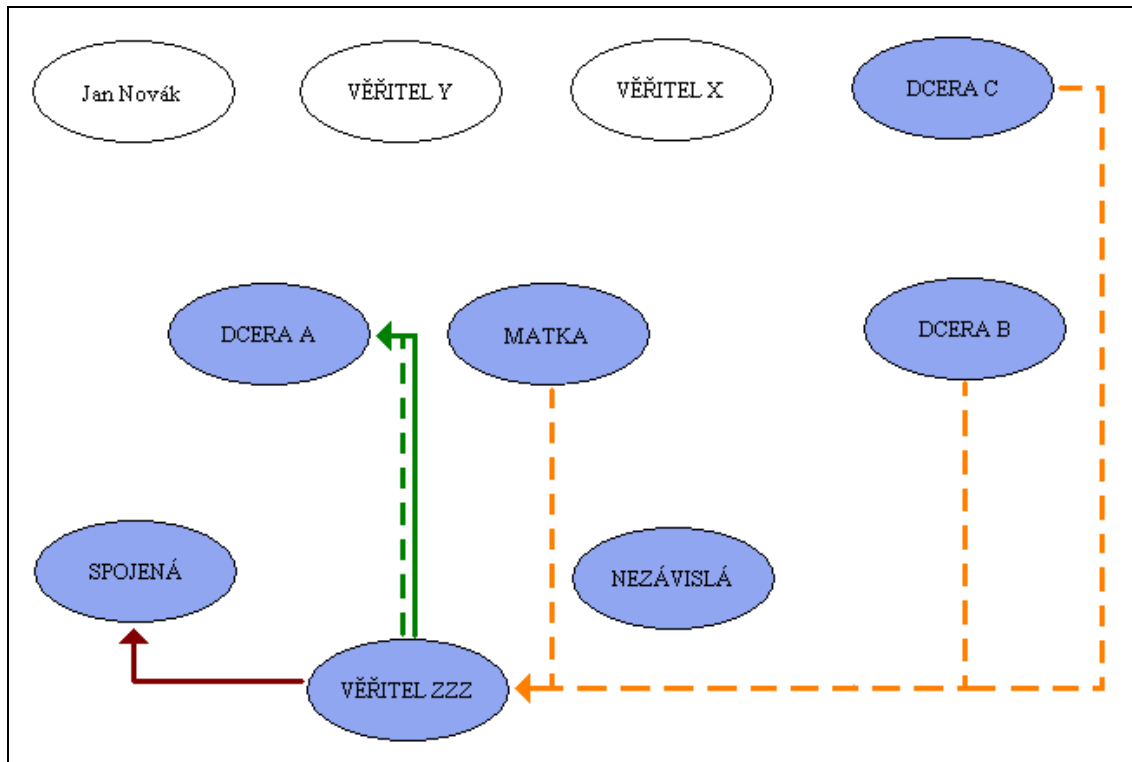 Jan Novák
VĚŘITEL Y
VĚŘITEL X
DCERA C
DCERA A
MATKA
DCERA B
SPOJENÁ
NEZÁVISLÁ
VĚŘITEL ZZZ